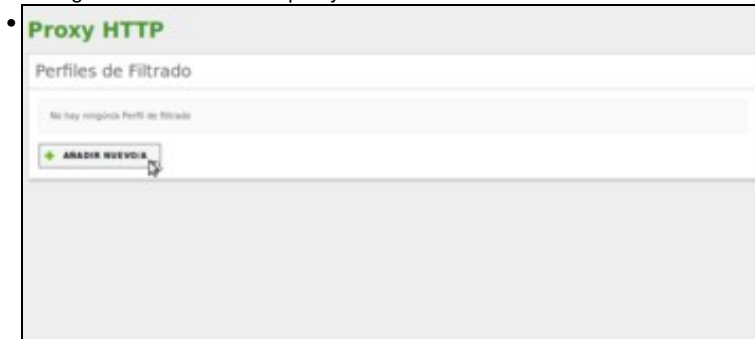 Proxy HTTP
Perfiles de Filtrado
No hay ningún/a Perfil de filtrado
AÑADIR NUEVO/A